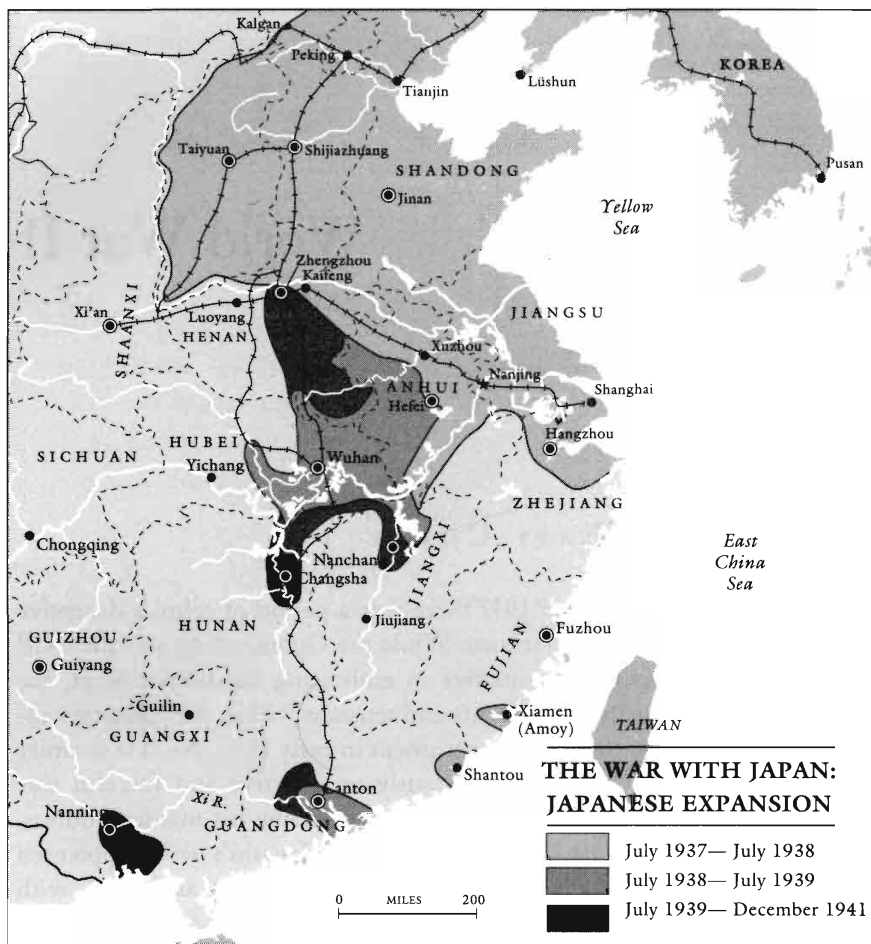 Kalgan
Peking
Tianjin
Lüshun
KOREA
Pusan
Taiyuan
Shijiazhuang
SHANDONG
Jinan
Yellow
Sea
Zhengzhou
Kaifeng
SHAANXI
Xi'an
Luoyang
HENAN
JIANGSU
Xuzhou
Nanjing
ANHUI
Hefei
Shanghai
Hangzhou
HUBEI
Wuhan
SICHUAN
Yichang
ZHEJIANG
Chongqing
Nanchan
Changsha
JIANGXI
East
China
Sea
HUNAN
Jiujiang
GUIZHOU
Guiyang
Fuzhou
FUJIAN
Guilin
GUANGXI
Xiamen
(Amoy)
TAIWAN
Shantou
Canton
Xi R.
Nanning
GUANGDONG
THE WAR WITH JAPAN:
JAPANESE EXPANSION
July 1937— July 1938
July 1938— July 1939
July 1939— December 1941
0 MILES 200